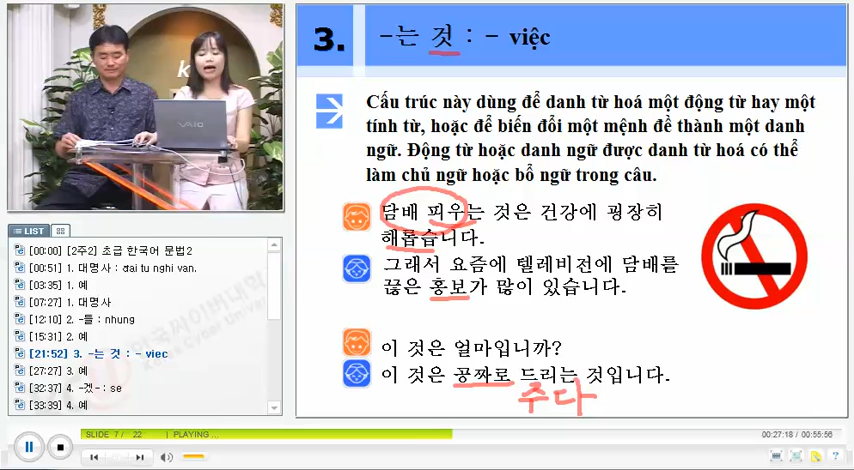 3. -는 것 : - việc
Cấu trúc này dùng để danh từ hoá một động từ hay một
tính từ, hoặc để biến đổi một mệnh đề thành một danh
ngữ. Động từ hoặc danh ngữ được danh từ hoá có thể
làm chủ ngữ hoặc bổ ngữ trong câu.
담배 피우는 것은 건강에 굉장히
해롭습니다.
그래서 요즘에 텔레비전에 담배를
끊은 홍보가 많이 있습니다.
이 것은 얼마입니까?
이 것은 공짜로 드리는 것입니다.
주다
VAIO
LIST
[00:00] [2주2] 초급 한국어 문법2
[00:51] 1. 대명사 : đai tu nghi van.
[03:35] 1. 예
[07:27] 1. 대명사
[12:10] 2. -들 : nhung
[15:31] 2. 예
[21:52] 3. -는 것 : - viec
[27:27] 3. 예
[32:37] 4. -겠- : se
[33:39] 4. 예
SLIDE 7 / 22 PLAYING ...
00:27:18 / 00:55:56